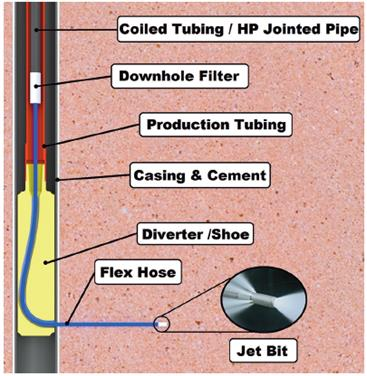 Coiled Tubing / HP Jointed Pipe
Downhole Filter
Production Tubing
Casing & Cement
Diverter /Shoe
Flex Hose
Jet Bit